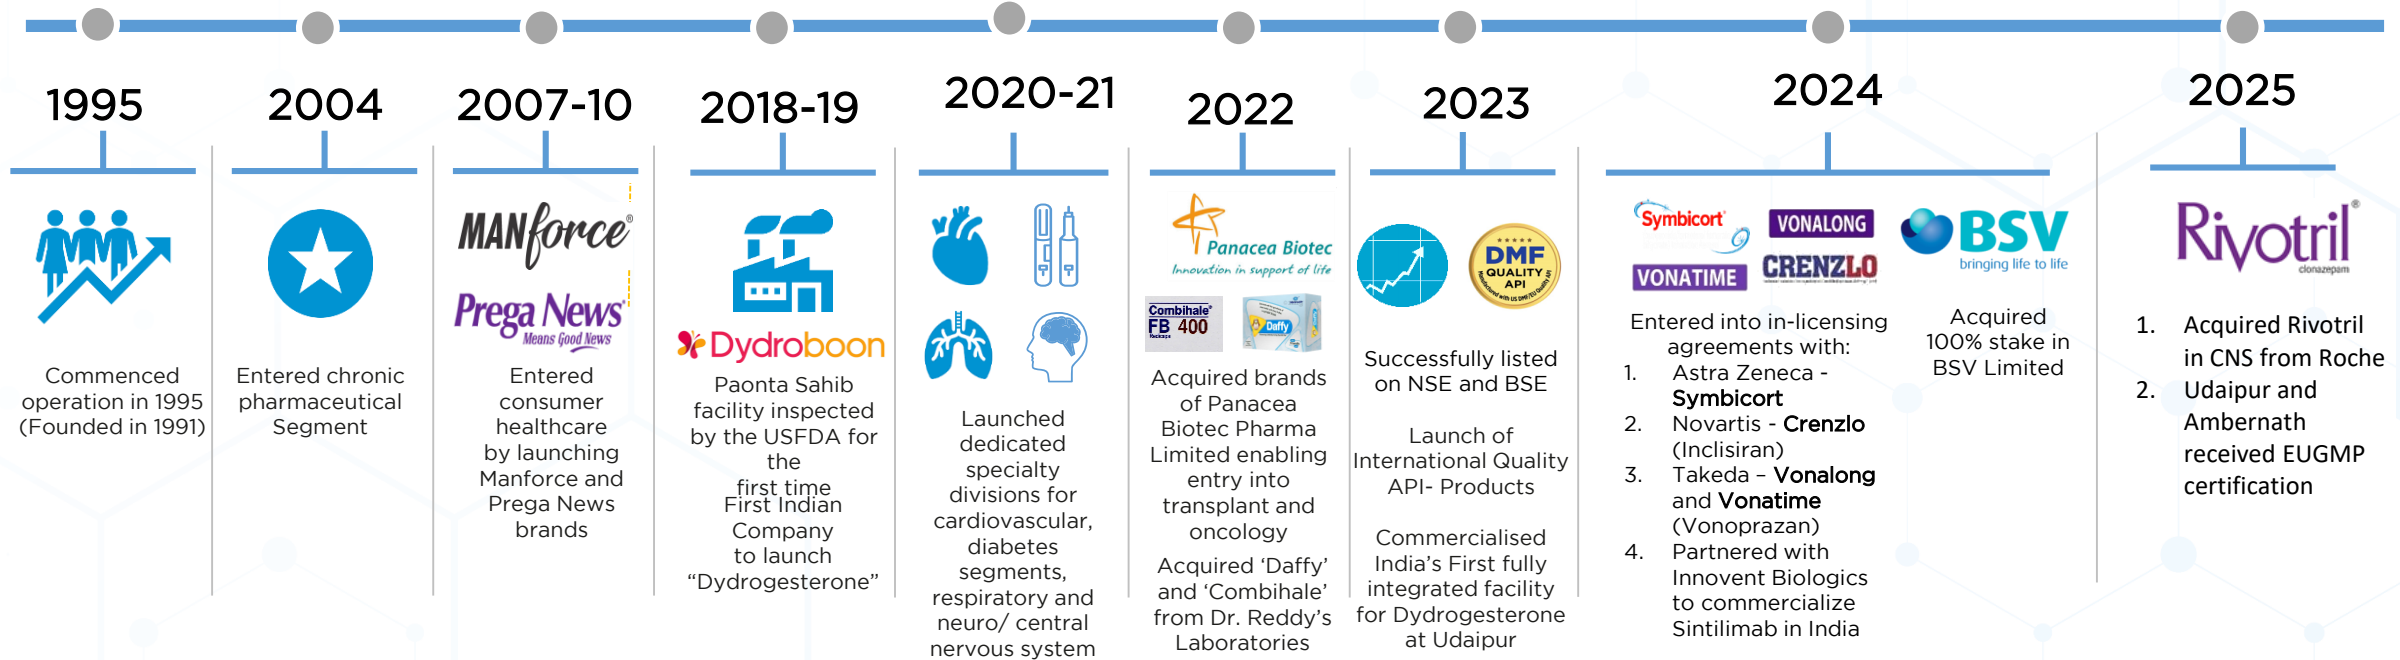 1995
Commenced
operation in 1995
(Founded in 1991)
2004
Entered chronic
pharmaceutical
Segment
2007-10
MANforce®
Prega News
Means Good News
Entered
consumer
healthcare
by launching
Manforce and
Prega News
brands
2018-19
Dydroboon
Paonta Sahib
facility inspected
by the USFDA for
the
first time
First Indian
Company
to launch
“Dydrogesterone”
2020-21
Launched
dedicated
specialty
divisions for
cardiovascular,
diabetes
segments,
respiratory and
neuro/ central
nervous system
2022
Panacea Biotec
Innovation in support of life
Combihale®
FB 400
Redicaps
Daffy
Acquired brands
of Panacea
Biotec Pharma
Limited enabling
entry into
transplant and
oncology
Acquired ‘Daffy’
and ‘Combihale’
from Dr. Reddy’s
Laboratories
2023
DMF
QUALITY
API
Successfully listed
on NSE and BSE
Launch of
International Quality
API- Products
Commercialised
India’s First fully
integrated facility
for Dydrogesterone
at Udaipur
2024
Symbicort
VONALONG
VONATIME
CRENZLO
Entered into in-licensing
agreements with:
1. Astra Zeneca -
Symbicort
2. Novartis - Crenzlo
(Inclisiran)
3. Takeda – Vonalong
and Vonatime
(Vonoprazan)
4. Partnered with
Innovent Biologics
to commercialize
Sintilimab in India
BSV
bringing life to life
Acquired
100% stake in
BSV Limited
2025
Rivotril®
clonazepam
1. Acquired Rivotril
in CNS from Roche
2. Udaipur and
Ambernath
received EUGMP
certification